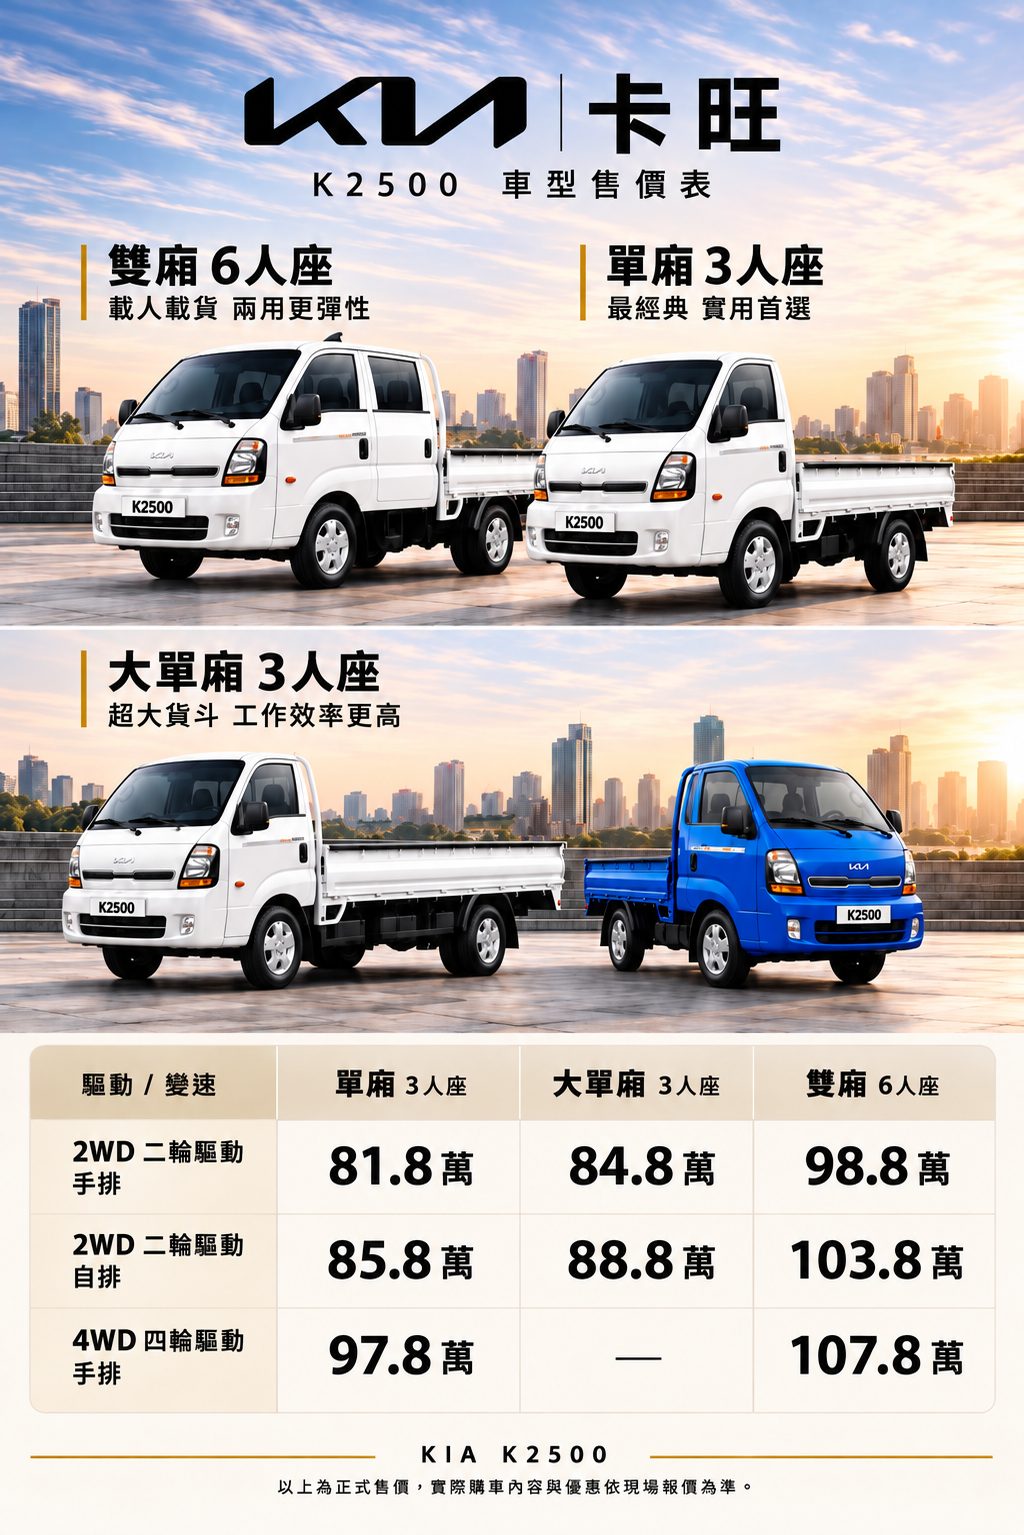 KIA 卡旺
K2500 車型售價表
雙廂 6人座
載人載貨 兩用更彈性
單廂 3人座
最經典 實用首選
KIA
K2500
KIA
K2500
大單廂 3人座
超大貨斗 工作效率更高
KIA
K2500
KIA
K2500
驅動 / 變速 單廂 3人座 大單廂 3人座 雙廂 6人座
2WD 二輪驅動
手排
81.8萬 84.8萬 98.8萬
2WD 二輪驅動
自排
85.8萬 88.8萬 103.8萬
4WD 四輪驅動
手排
97.8萬 — 107.8萬
KIA K2500
以上為正式售價，實際購車內容與優惠依現場報價為準。